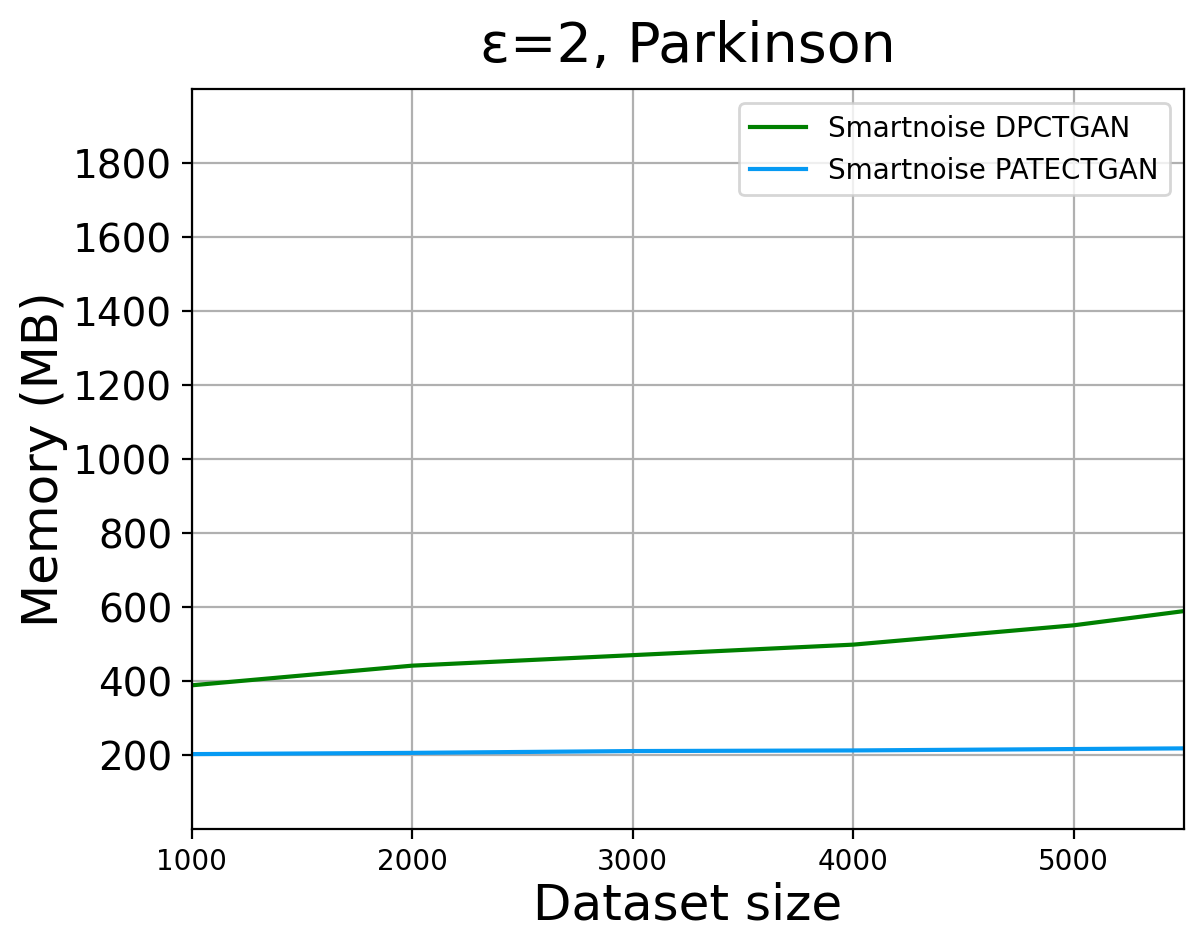 ε=2, Parkinson
Smartnoise DPCTGAN
Smartnoise PATECTGAN
Memory (MB)
1800
1600
1400
1200
1000
800
600
400
200
1000 2000 3000 4000 5000
Dataset size